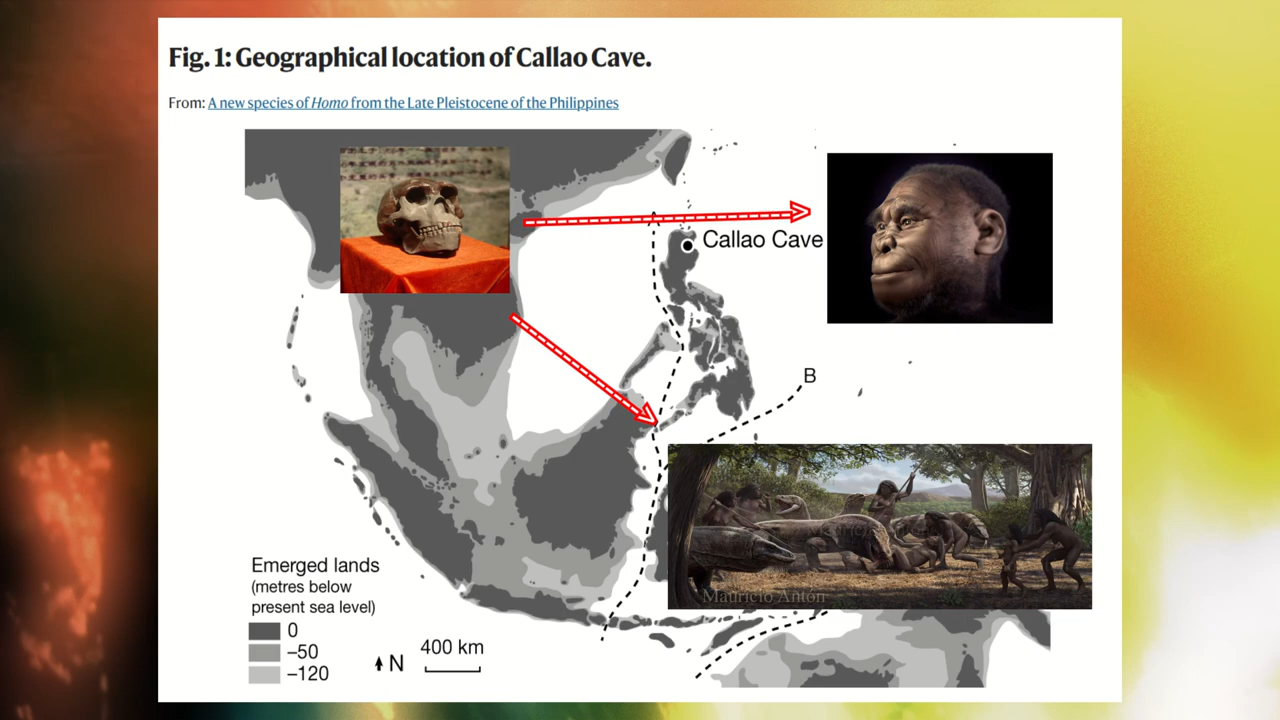 Fig. 1: Geographical location of Callao Cave.
From: A new species of Homo from the Late Pleistocene of the Philippines
Callao Cave
B
Mauricio Antón
Emerged lands
(metres below
present sea level)
0
–50
–120
N
400 km